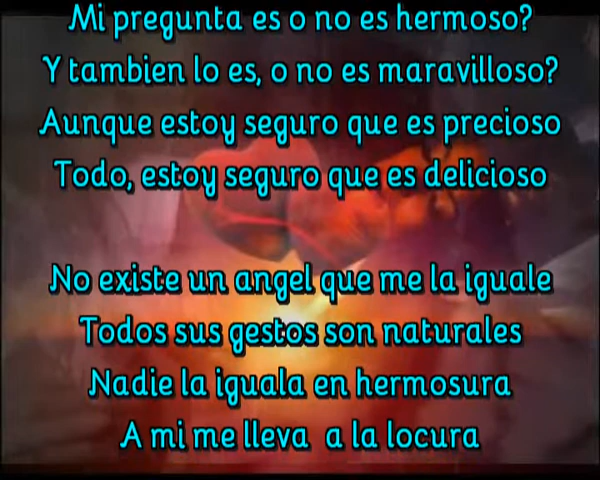 Mi pregunta es o no es hermoso?
Y tambien lo es, o no es maravilloso?
Aunque estoy seguro que es precioso
Todo, estoy seguro que es delicioso
No existe un angel que me la iguale
Todos sus gestos son naturales
Nadie la iguala en hermosura
A mi me lleva a la locura